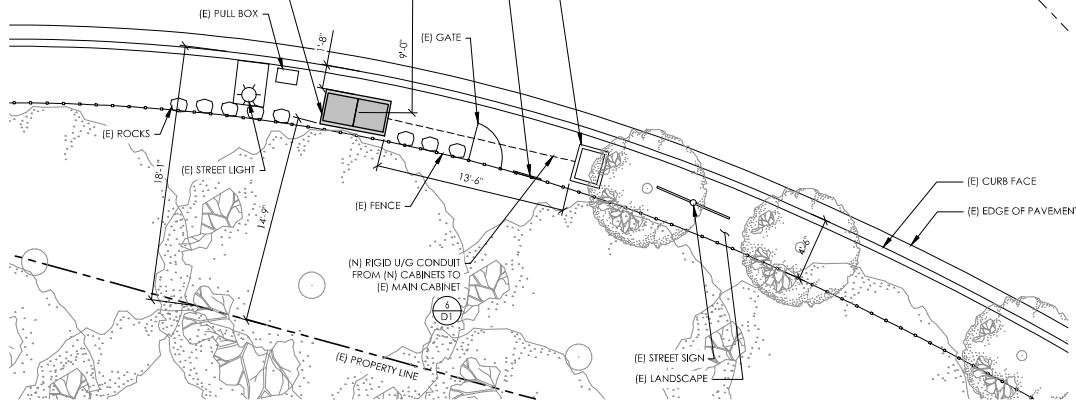 (E) PULL BOX
1'-8"
9'-0"
(E) GATE
(E) ROCKS
18'-1"
(E) STREET LIGHT
14'-9"
13'-6"
(E) FENCE
(E) CURB FACE
(E) EDGE OF PAVEMENT
4'-6"
(N) RIGID U/G CONDUIT
FROM (N) CABINETS TO
(E) MAIN CABINET
6
D1
(E) PROPERTY LINE
(E) STREET SIGN
(E) LANDSCAPE